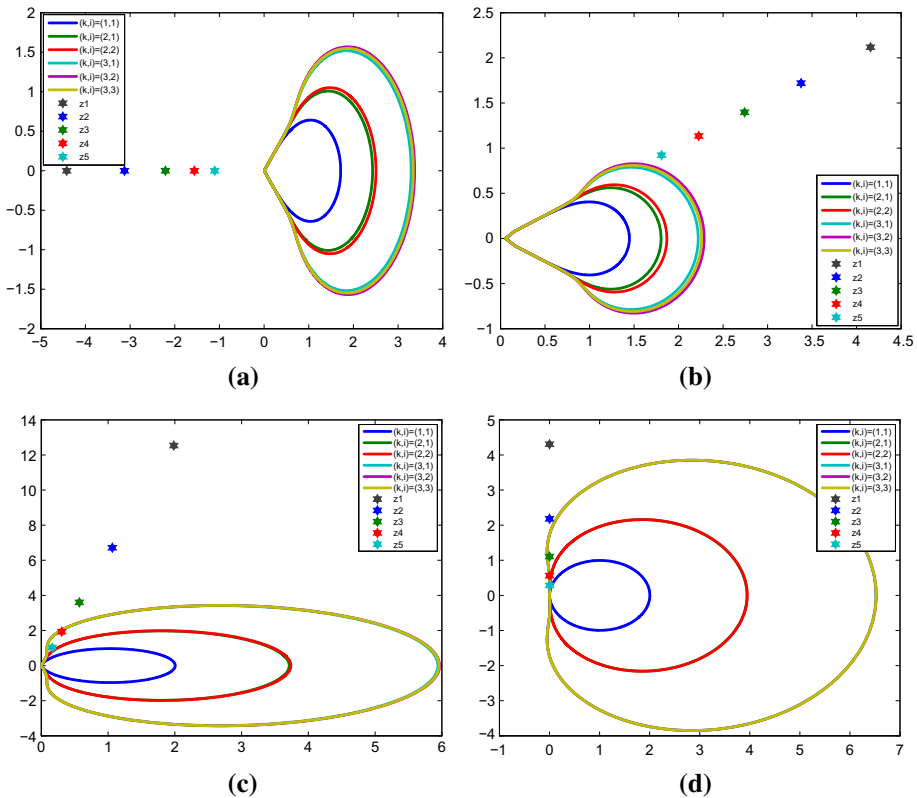 2
1.5
1
0.5
0
−0.5
−1
−1.5
−2
−5
−4
−3
−2
−1
0
1
2
3
4
(k,i)=(1,1)
(k,i)=(2,1)
(k,i)=(2,2)
(k,i)=(3,1)
(k,i)=(3,2)
(k,i)=(3,3)
z1
z2
z3
z4
z5
(a)
2.5
2
1.5
1
0.5
0
−0.5
−1
0
0.5
1
1.5
2
2.5
3
3.5
4
4.5
(k,i)=(1,1)
(k,i)=(2,1)
(k,i)=(2,2)
(k,i)=(3,1)
(k,i)=(3,2)
(k,i)=(3,3)
z1
z2
z3
z4
z5
(b)
14
12
10
8
6
4
2
0
−2
−4
0
1
2
3
4
5
6
(k,i)=(1,1)
(k,i)=(2,1)
(k,i)=(2,2)
(k,i)=(3,1)
(k,i)=(3,2)
(k,i)=(3,3)
z1
z2
z3
z4
z5
(c)
5
4
3
2
1
0
−1
−2
−3
−4
−1
0
1
2
3
4
5
6
7
(k,i)=(1,1)
(k,i)=(2,1)
(k,i)=(2,2)
(k,i)=(3,1)
(k,i)=(3,2)
(k,i)=(3,3)
z1
z2
z3
z4
z5
(d)